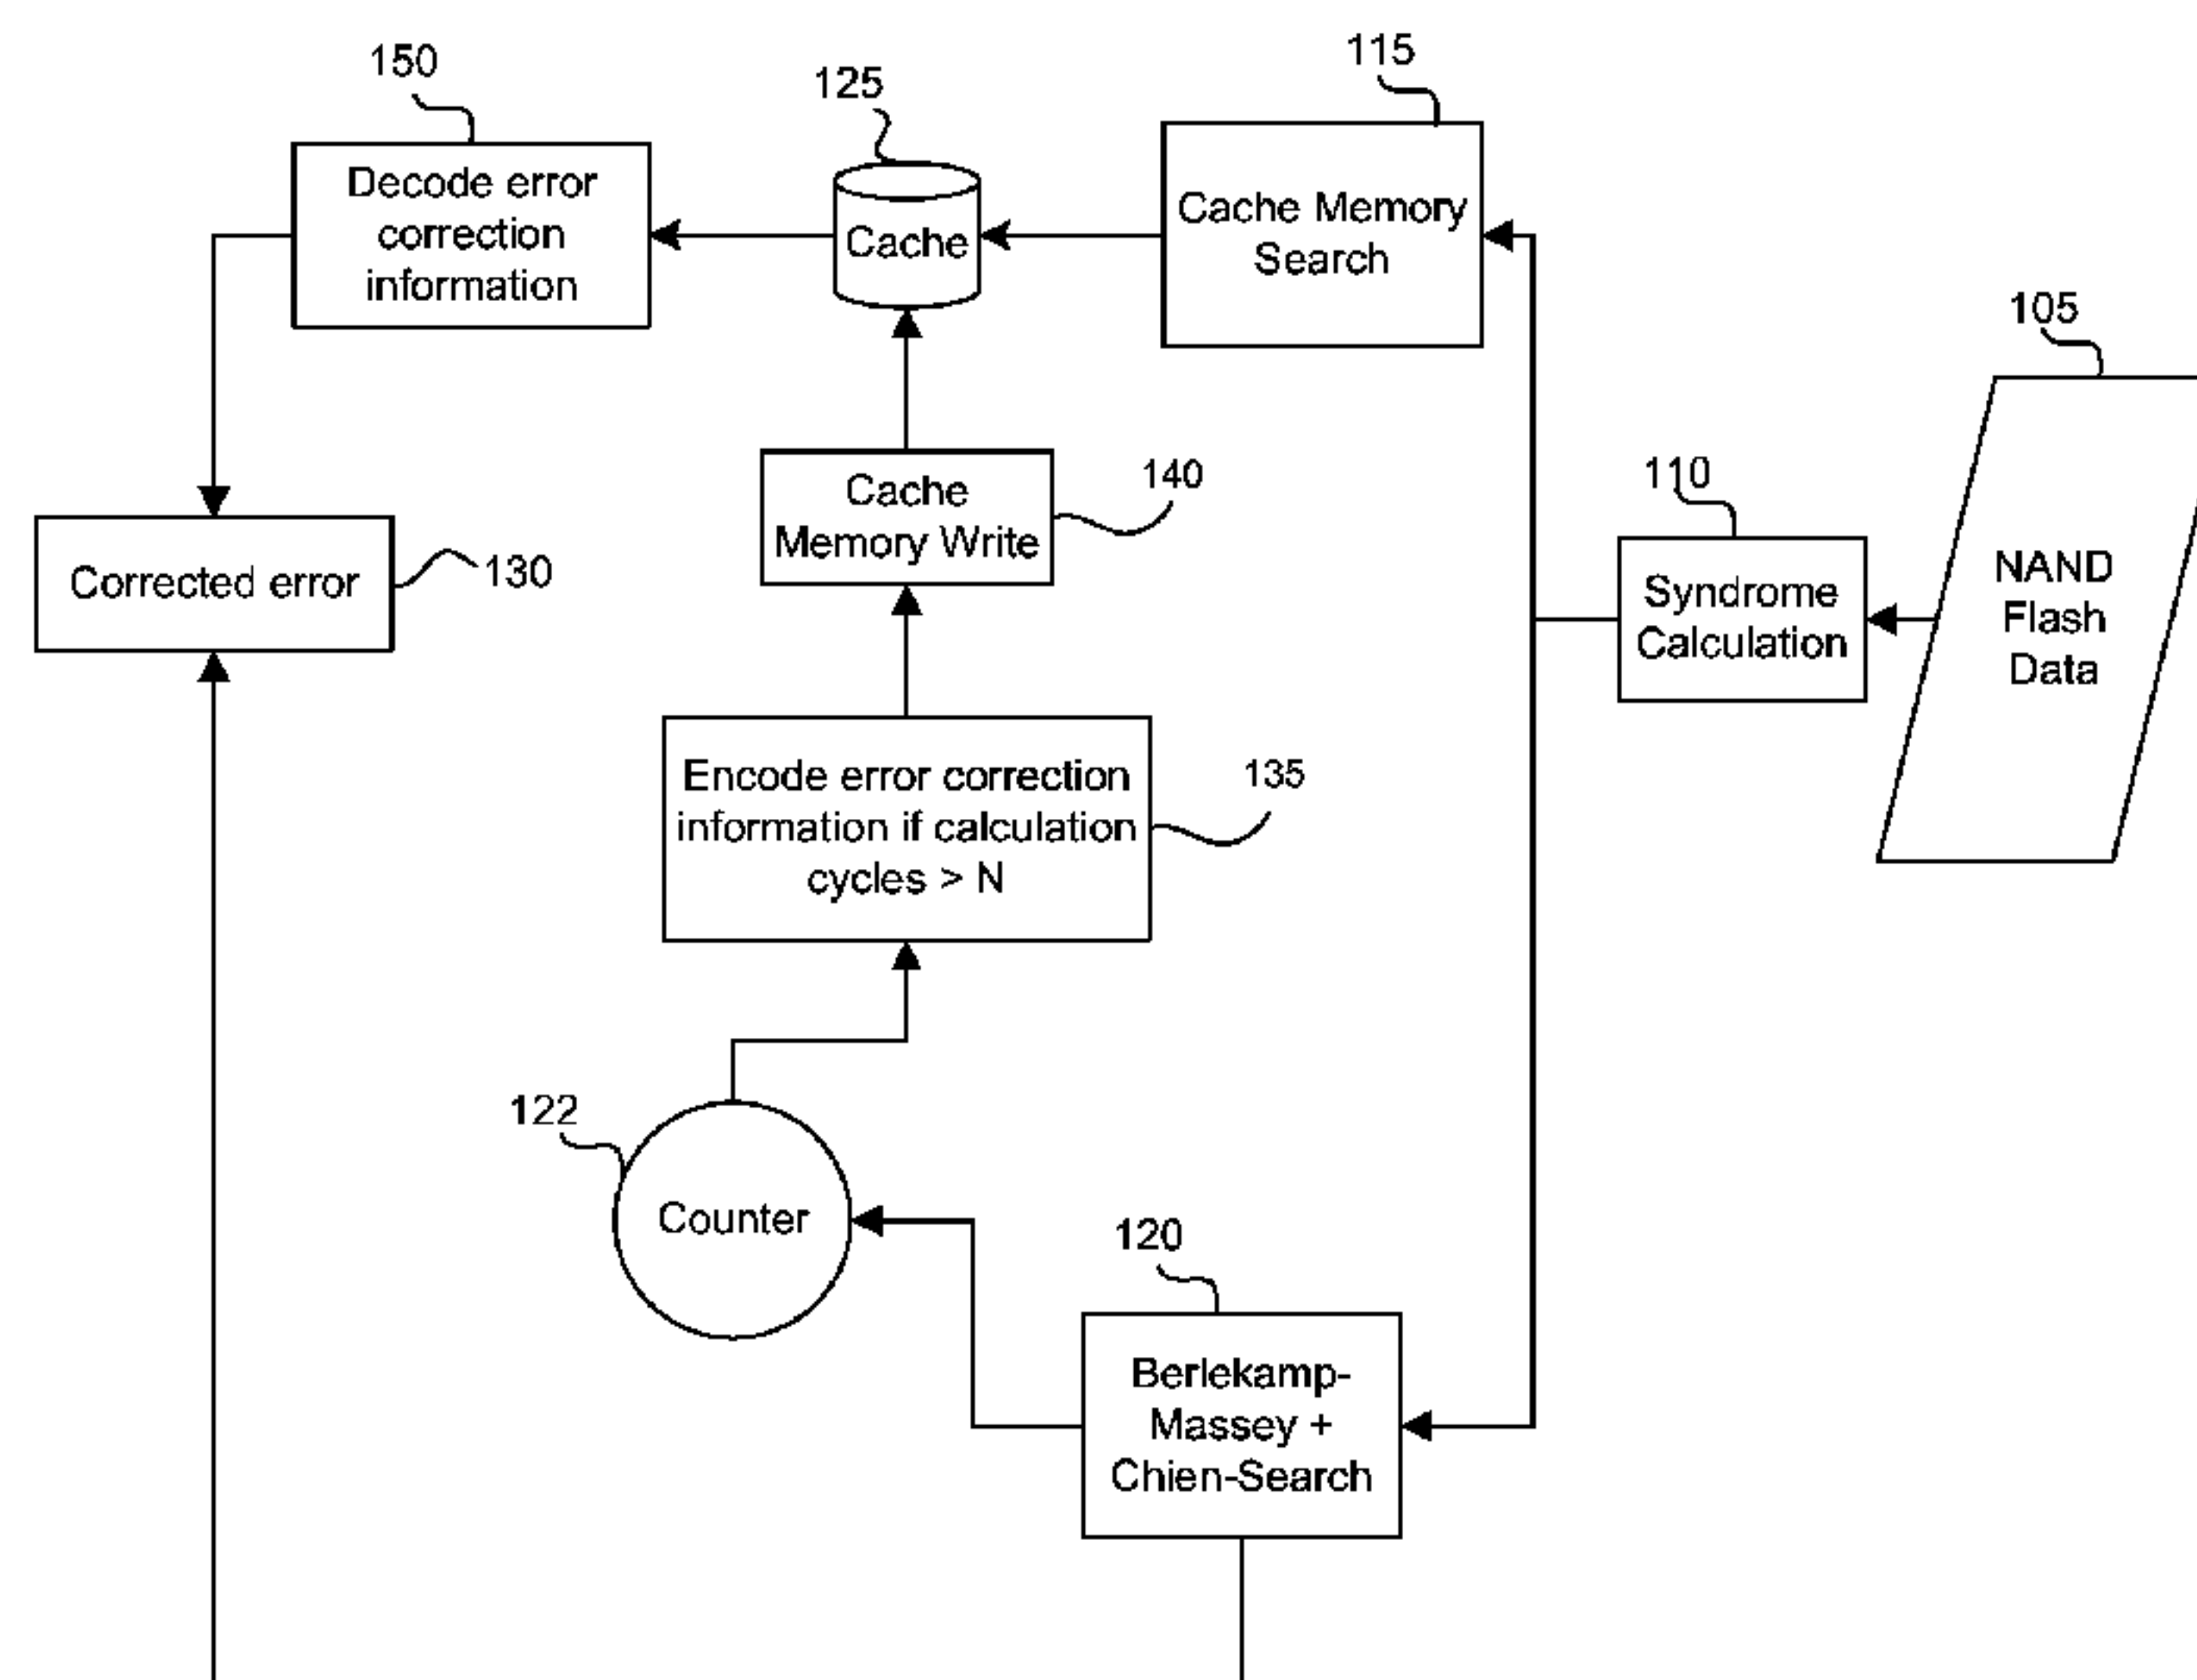 150
125
115
Decode error
correction
information
Cache
Cache Memory
Search
105
140
Cache
Memory Write
110
Corrected error
130
Syndrome
Calculation
NAND
Flash
Data
Encode error correction
information if calculation
cycles > N
135
122
Counter
120
Berlekamp-
Massey +
Chien-Search